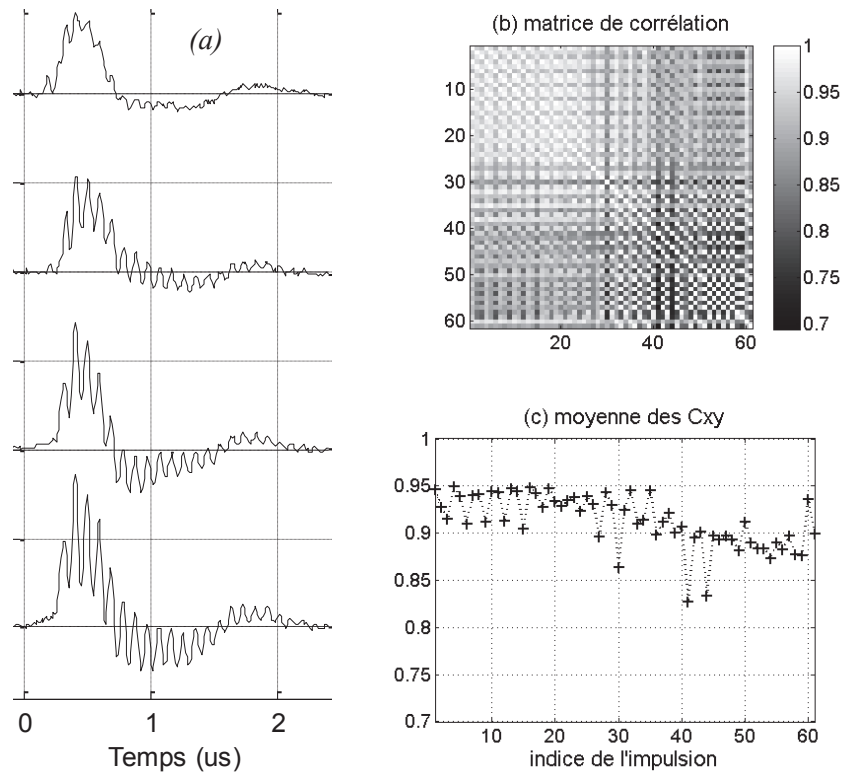 (a)
0 1 2
Temps (us)
(b) matrice de corrélation
10
20
30
40
50
60
20 40 60
1
0.95
0.9
0.85
0.8
0.75
0.7
(c) moyenne des Cxy
1
0.95
0.9
0.85
0.8
0.75
0.7
10 20 30 40 50 60
indice de l'impulsion